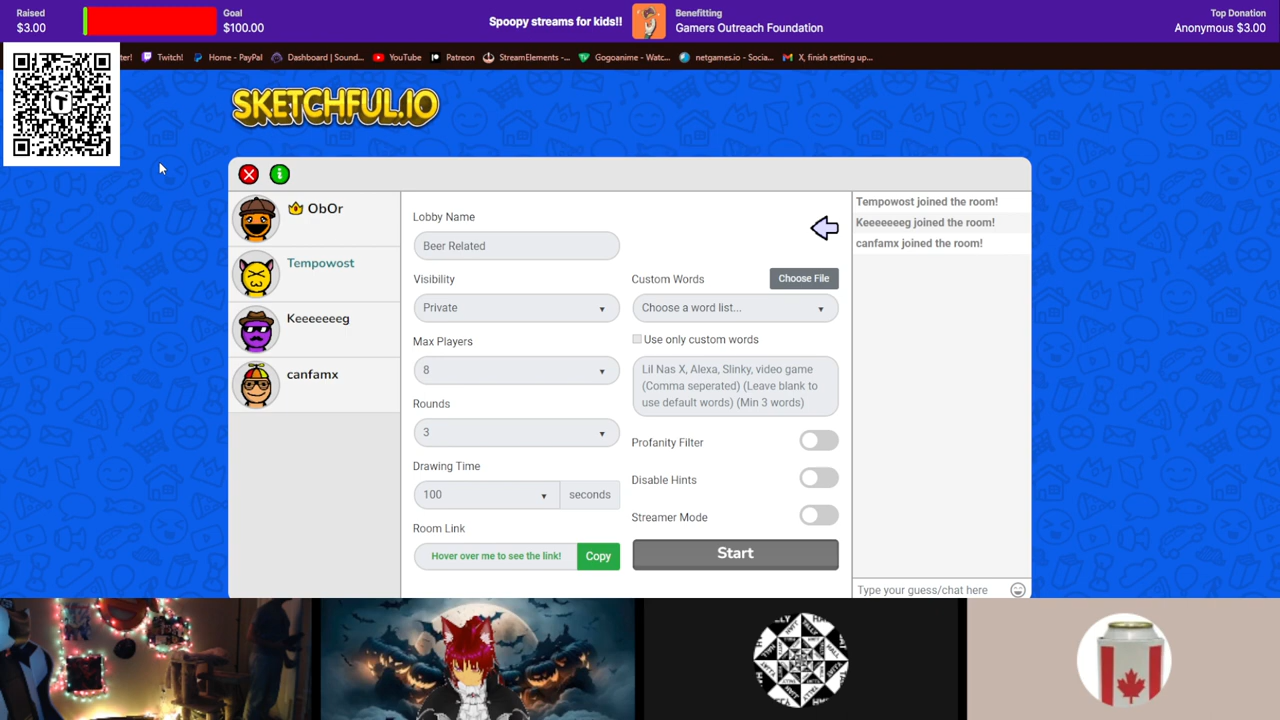 Raised
$3.00
Goal
$100.00
Spoopy streams for kids!!
Benefitting
Gamers Outreach Foundation
Top Donation
Anonymous $3.00
ter!
Twitch!
Home - PayPal
Dashboard | Sound...
YouTube
Patreon
StreamElements -...
Gogoanime - Watc...
netgames.io - Socia...
X, finish setting up...
SKETCHFUL.IO
ObOr
Tempowost
Keeeeeeeg
canfamx
Lobby Name
Beer Related
Visibility
Private
Max Players
8
Rounds
3
Drawing Time
100
seconds
Room Link
Hover over me to see the link!
Copy
Custom Words
Choose File
Choose a word list...
Use only custom words
Lil Nas X, Alexa, Slinky, video game
(Comma seperated) (Leave blank to
use default words) (Min 3 words)
Profanity Filter
Disable Hints
Streamer Mode
Start
Tempowost joined the room!
Keeeeeeeg joined the room!
canfamx joined the room!
Type your guess/chat here